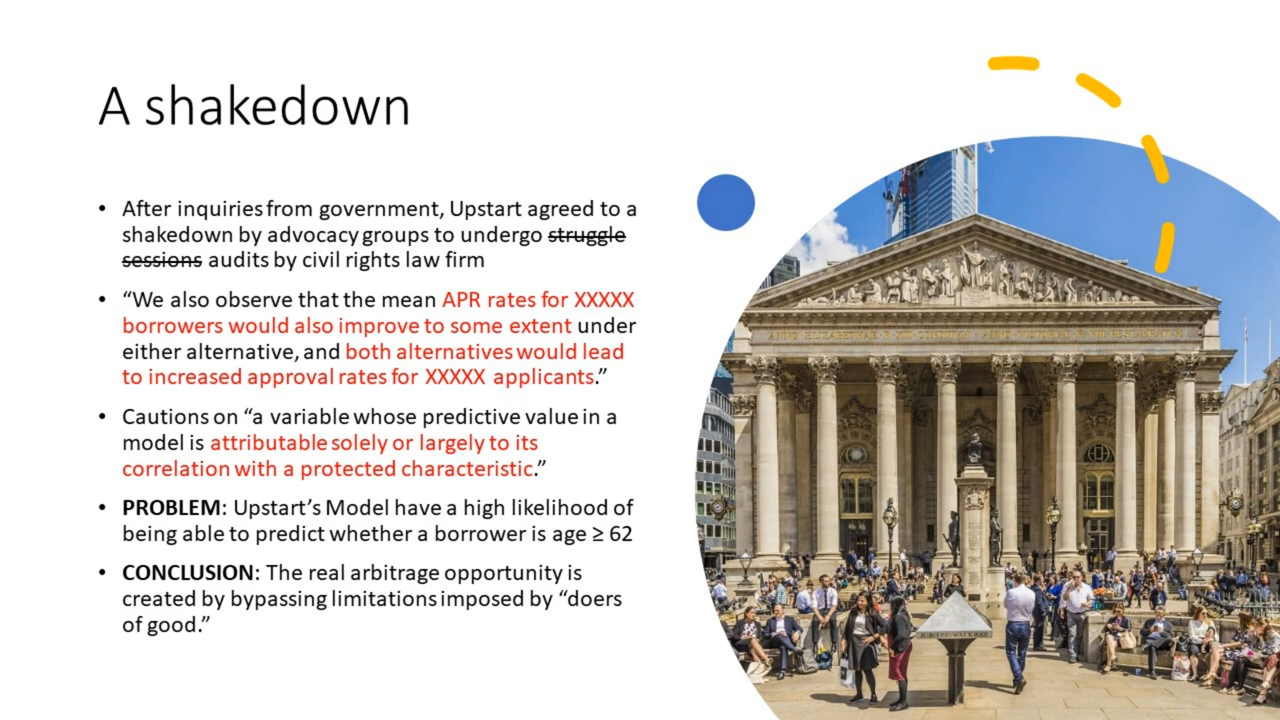 A shakedown
• After inquiries from government, Upstart agreed to a
shakedown by advocacy groups to undergo struggle
sessions audits by civil rights law firm
• “We also observe that the mean APR rates for XXXXX
borrowers would also improve to some extent under
either alternative, and both alternatives would lead
to increased approval rates for XXXXX applicants.”
• Cautions on “a variable whose predictive value in a
model is attributable solely or largely to its
correlation with a protected characteristic.”
• PROBLEM: Upstart’s Model have a high likelihood of
being able to predict whether a borrower is age ≥ 62
• CONCLUSION: The real arbitrage opportunity is
created by bypassing limitations imposed by “doers
of good.”
JUBILEE WALKWAY